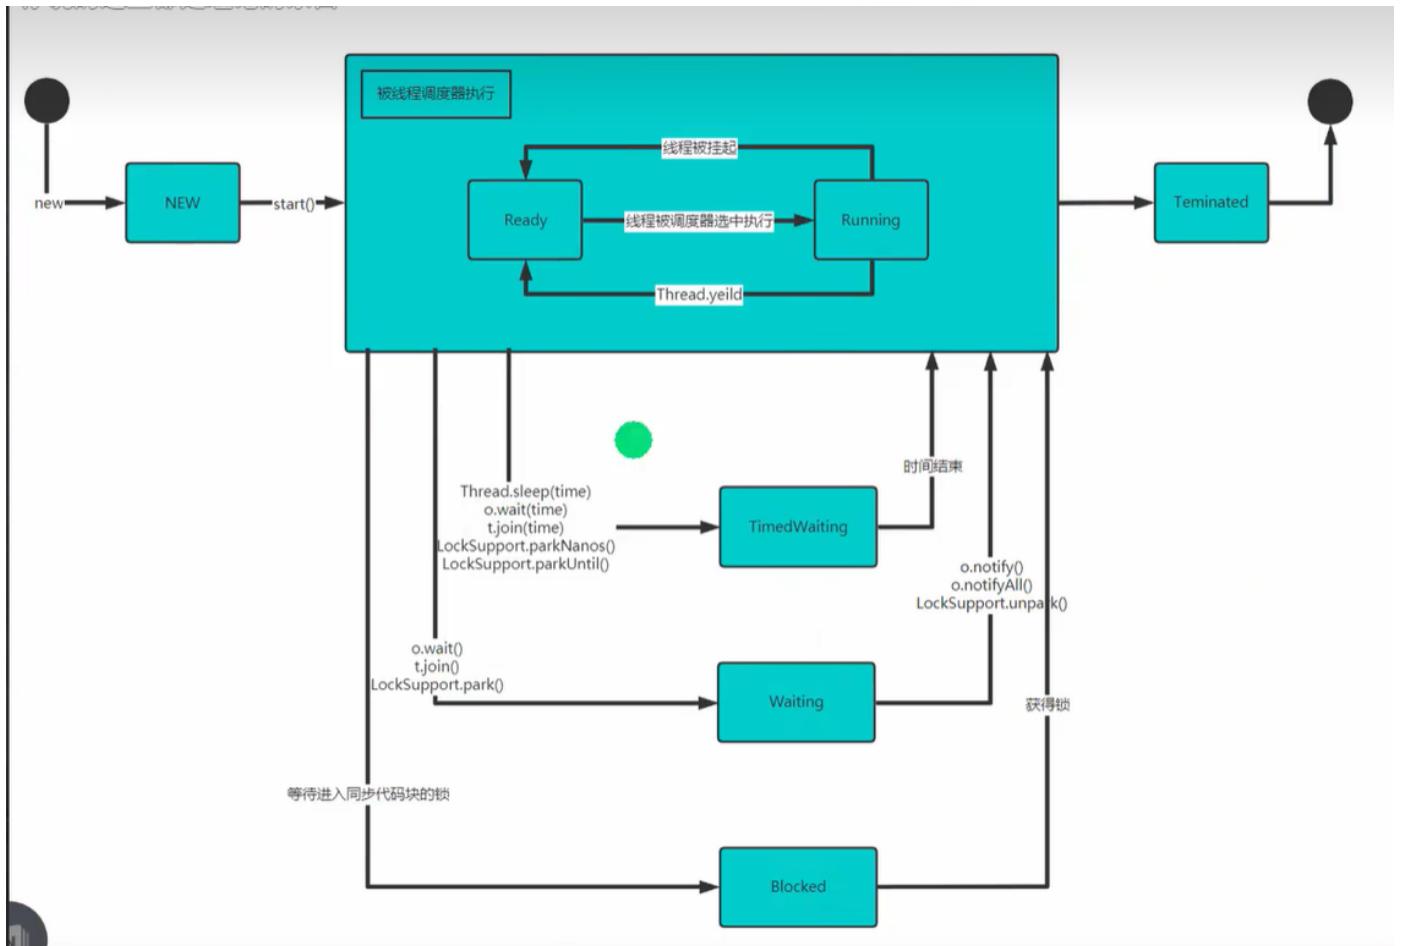 被线程调度器执行
线程被挂起
new
NEW
start()
Ready
线程被调度器选中执行
Running
Teminated
Thread.yeild
时间结束
Thread.sleep(time)
o.wait(time)
t.join(time)
LockSupport.parkNanos()
LockSupport.parkUntil()
TimedWaiting
o.notify()
o.notifyAll()
LockSupport.unpark()
o.wait()
t.join()
LockSupport.park()
Waiting
获得锁
等待进入同步代码块的锁
Blocked